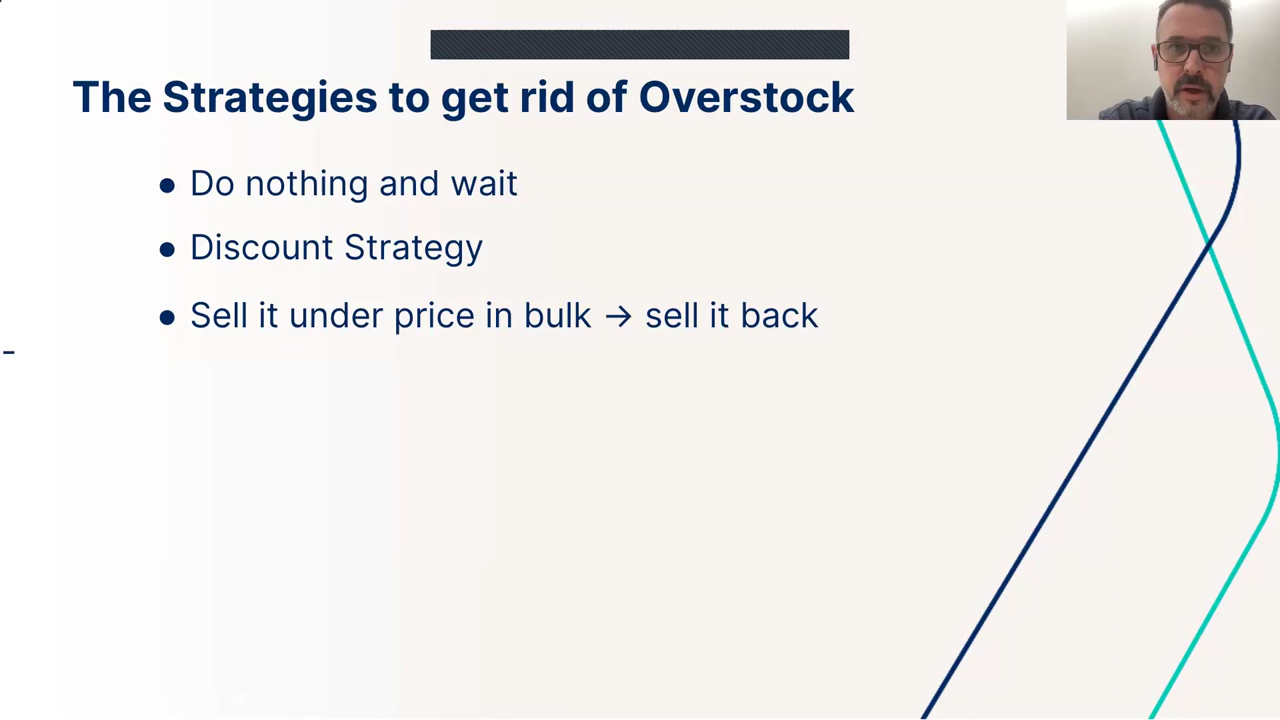 The Strategies to get rid of Overstock
● Do nothing and wait
● Discount Strategy
● Sell it under price in bulk → sell it back